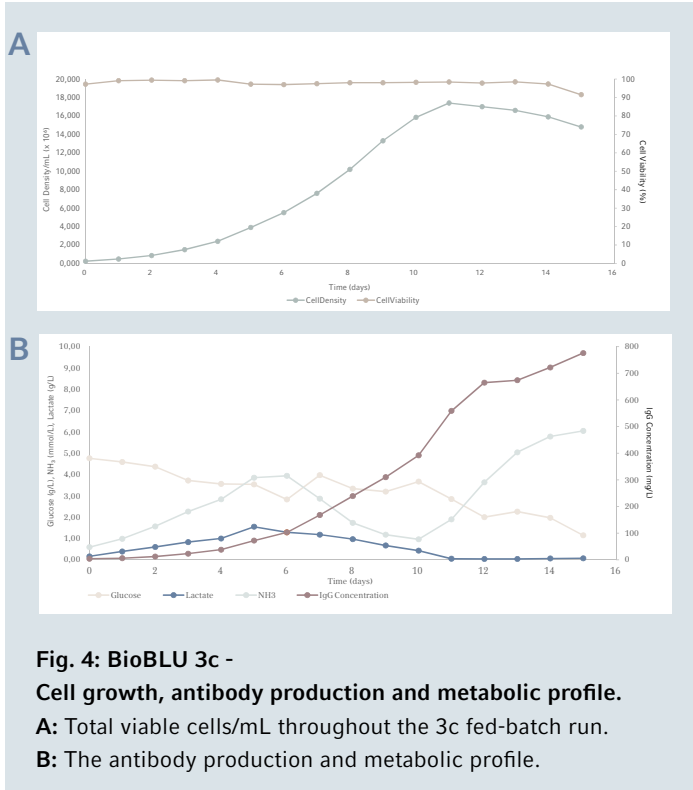 A
20,000
18,000
16,000
14,000
12,000
10,000
8,000
6,000
4,000
2,000
0,000
Cell Density/mL (x 10⁶)
100
90
80
70
60
50
40
30
20
10
0
Cell Viability (%)
0 2 4 6 8 10 12 14 16
Time (days)
CellDensity CellViability
B
10,00
9,00
8,00
7,00
6,00
5,00
4,00
3,00
2,00
1,00
0,00
Glucose (g/L), NH₃ (mmol/L), Lactate (g/L)
800
700
600
500
400
300
200
100
0
IgG Concentration (mg/L)
0 2 4 6 8 10 12 14 16
Time (days)
Glucose Lactate NH3 IgG Concentration
Fig. 4: BioBLU 3c -
Cell growth, antibody production and metabolic profile.
A: Total viable cells/mL throughout the 3c fed-batch run.
B: The antibody production and metabolic profile.